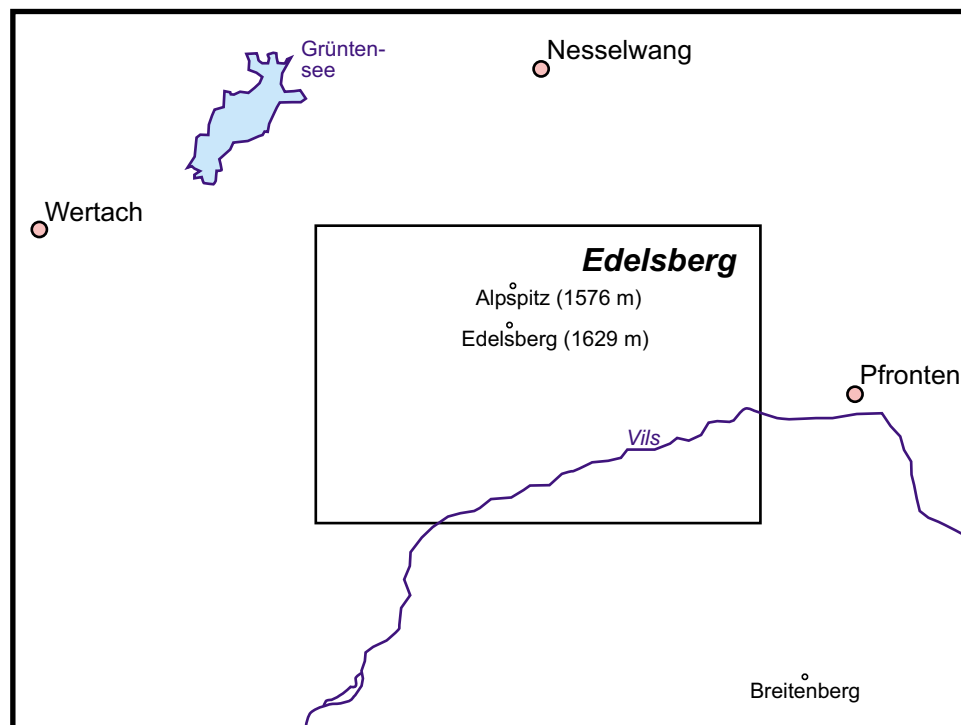 Grünten-
see
Nesselwang
Wertach
Edelsberg
Alpspitz (1576 m)
Edelsberg (1629 m)
Pfronten
Vils
Breitenberg